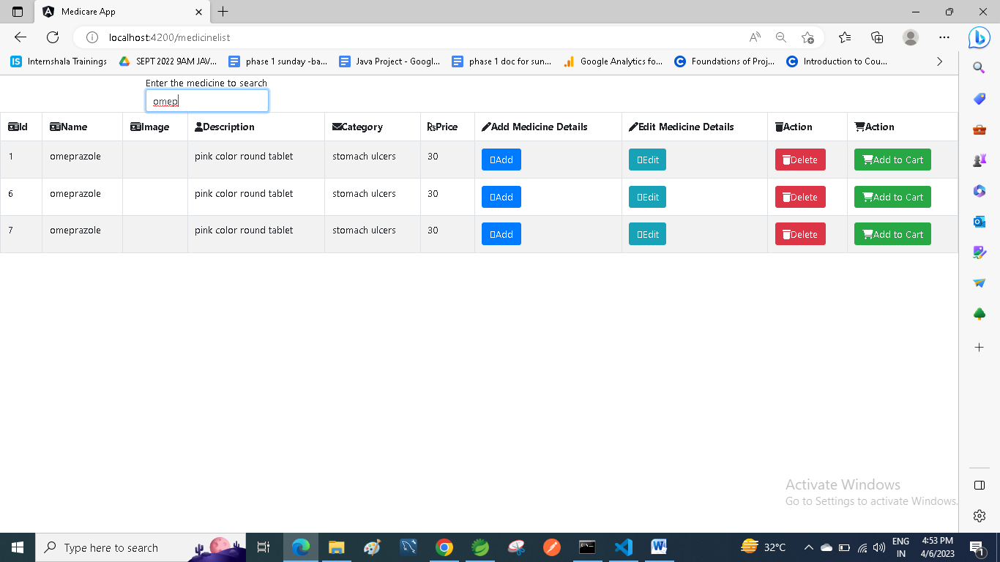 Medicare App
localhost:4200/medicinelist
Internshala Trainings SEPT 2022 9AM JAV... phase 1 sunday -ba... Java Project - Googl... phase 1 doc for sun... Google Analytics fo... Foundations of Proj... Introduction to Cou...
Enter the medicine to search
omep
Id Name Image Description Category Price Add Medicine Details Edit Medicine Details Action Action
1 omeprazole pink color round tablet stomach ulcers 30 Add Edit Delete Add to Cart
6 omeprazole pink color round tablet stomach ulcers 30 Add Edit Delete Add to Cart
7 omeprazole pink color round tablet stomach ulcers 30 Add Edit Delete Add to Cart
Activate Windows
Go to Settings to activate Windows.
Type here to search
32°C
ENG
IN
4:53 PM
4/6/2023
1